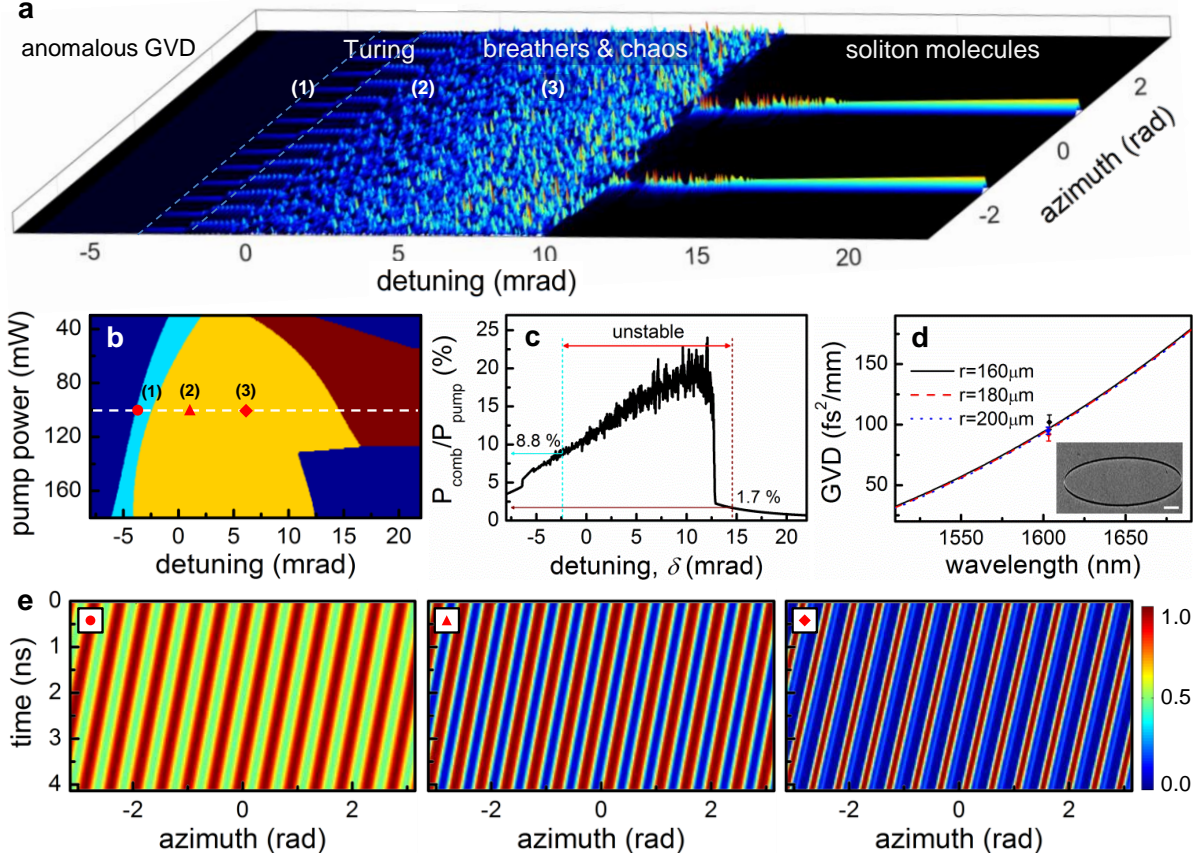 a
anomalous GVD
Turing
breathers & chaos
soliton molecules
(1)
(2)
(3)
2
0
-2
azimuth (rad)
-5
0
5
10
15
20
detuning (mrad)
b
pump power (mW)
40
80
120
160
(1)
(2)
(3)
-5
0
5
10
15
20
detuning (mrad)
c
P_comb/P_pump (%)
25
20
15
10
5
0
unstable
8.8 %
1.7 %
-5
0
5
10
15
20
detuning, δ (mrad)
d
GVD (fs²/mm)
150
100
50
r=160μm
r=180μm
r=200μm
1550
1600
1650
wavelength (nm)
e
time (ns)
0
1
2
3
4
-2
0
2
azimuth (rad)
-2
0
2
azimuth (rad)
-2
0
2
azimuth (rad)
1.0
0.5
0.0